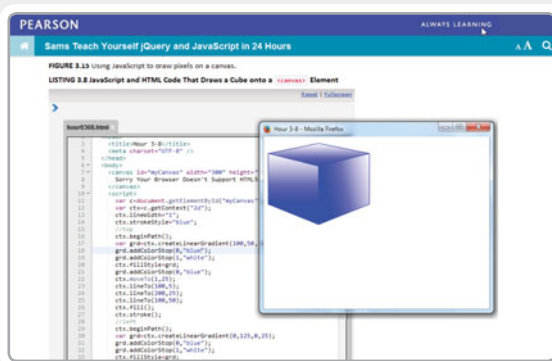 PEARSON
ALWAYS LEARNING
Sams Teach Yourself jQuery and JavaScript in 24 Hours
A A
FIGURE 3.15 Using JavaScript to draw pixels on a canvas.
LISTING 3.8 JavaScript and HTML Code That Draws a Cube onto a <canvas> Element
Reset | Fullscreen
hour0308.html
<title>Hour 3-8</title>
<meta charset="UTF-8" />
</head>
<body>
<canvas id="myCanvas" width="300" height="
Sorry Your Browser Doesn't Support HTML5
</canvas>
<script>
var c=document.getElementById("myCanvas"
var ctx=c.getContext("2d");
ctx.lineWidth="1";
ctx.strokeStyle="blue";
//top
ctx.beginPath();
var grd=ctx.createLinearGradient(100,50,
grd.addColorStop(0,"blue");
grd.addColorStop(1,"white");
grd.addColorStop(0,"blue");
ctx.fillStyle=grd;
ctx.moveTo(1,25);
ctx.lineTo(100,5);
ctx.lineTo(200,25);
ctx.lineTo(100,50);
ctx.fill();
ctx.stroke();
//left
ctx.beginPath();
var grd=ctx.createLinearGradient(0,125,0,25);
grd.addColorStop(0,"blue");
grd.addColorStop(1,"white");
ctx.fillStyle=grd;
Hour 3-8 - Mozilla Firefox